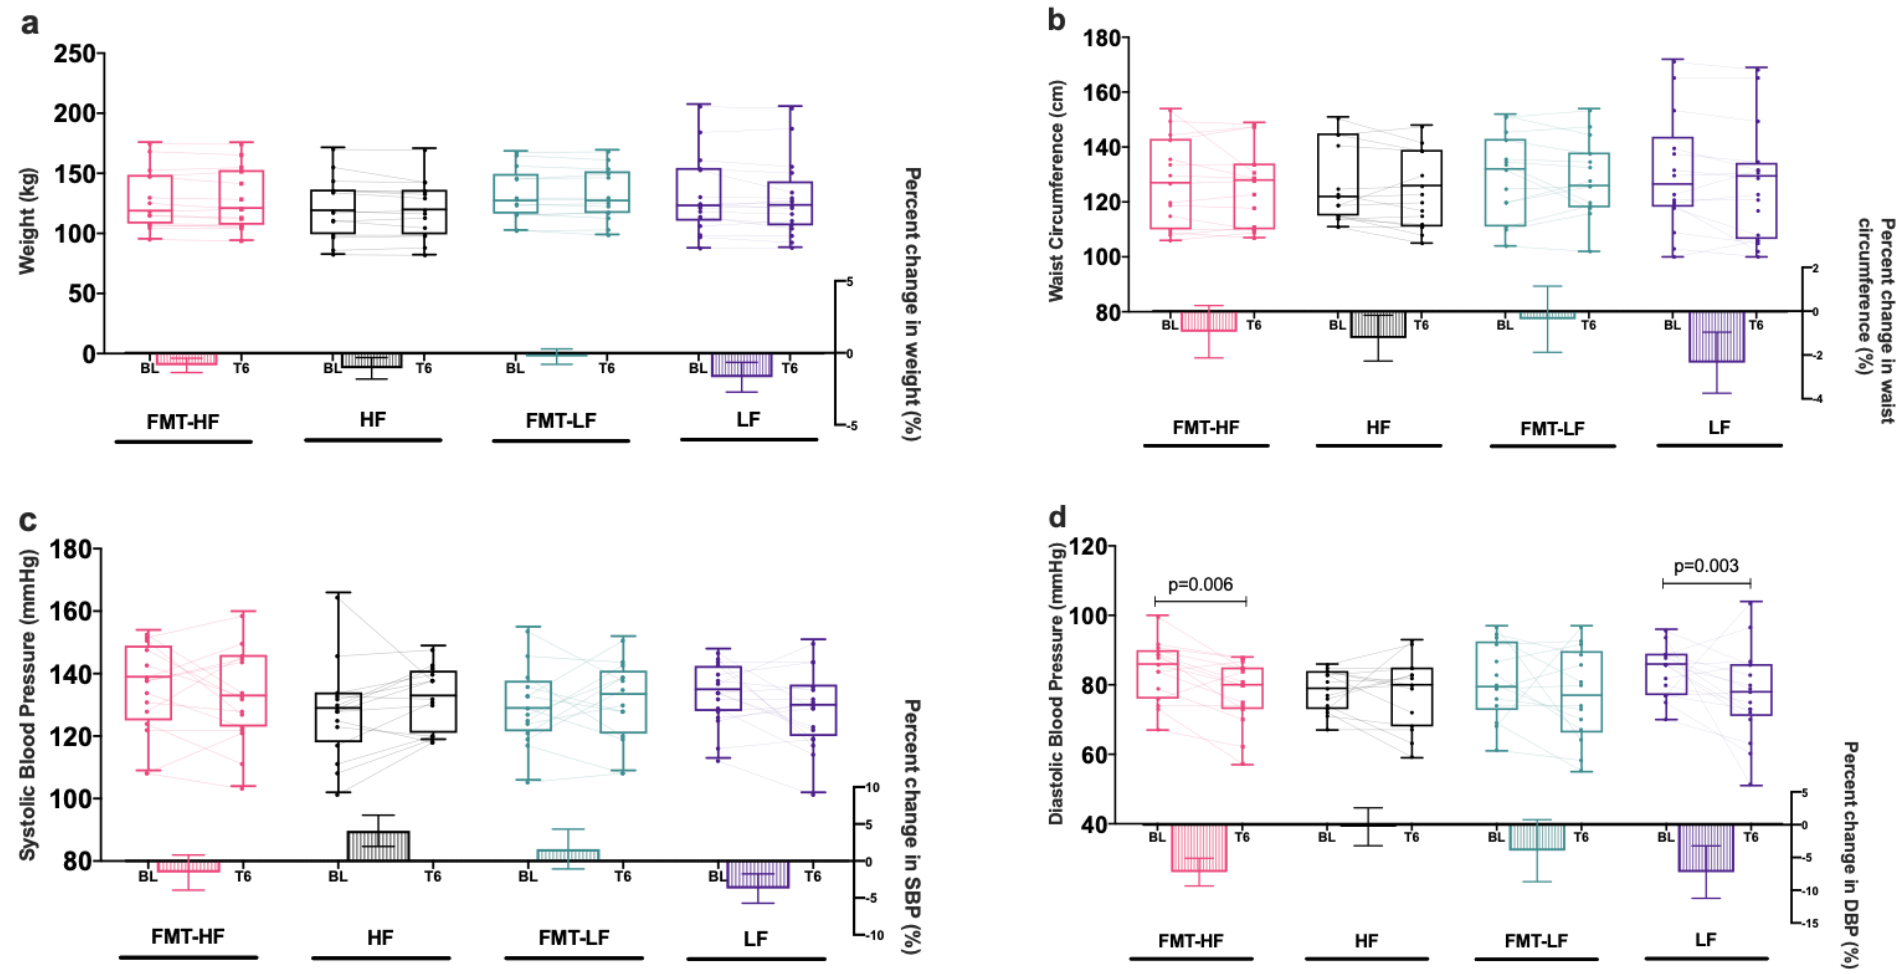 a
250
200
150
100
50
0
Weight (kg)
BL T6 BL T6 BL T6 BL T6
FMT-HF HF FMT-LF LF
5
0
-5
Percent change in weight (%)
b
180
160
140
120
100
80
Waist Circumference (cm)
BL T6 BL T6 BL T6 BL T6
FMT-HF HF FMT-LF LF
2
0
-2
-4
Percent change in waist
circumference (%)
c
180
160
140
120
100
80
Systolic Blood Pressure (mmHg)
BL T6 BL T6 BL T6 BL T6
FMT-HF HF FMT-LF LF
10
5
0
-5
-10
Percent change in SBP (%)
d
120
100
80
60
40
Diastolic Blood Pressure (mmHg)
p=0.006
p=0.003
BL T6 BL T6 BL T6 BL T6
FMT-HF HF FMT-LF LF
5
0
-5
-10
-15
Percent change in DBP (%)